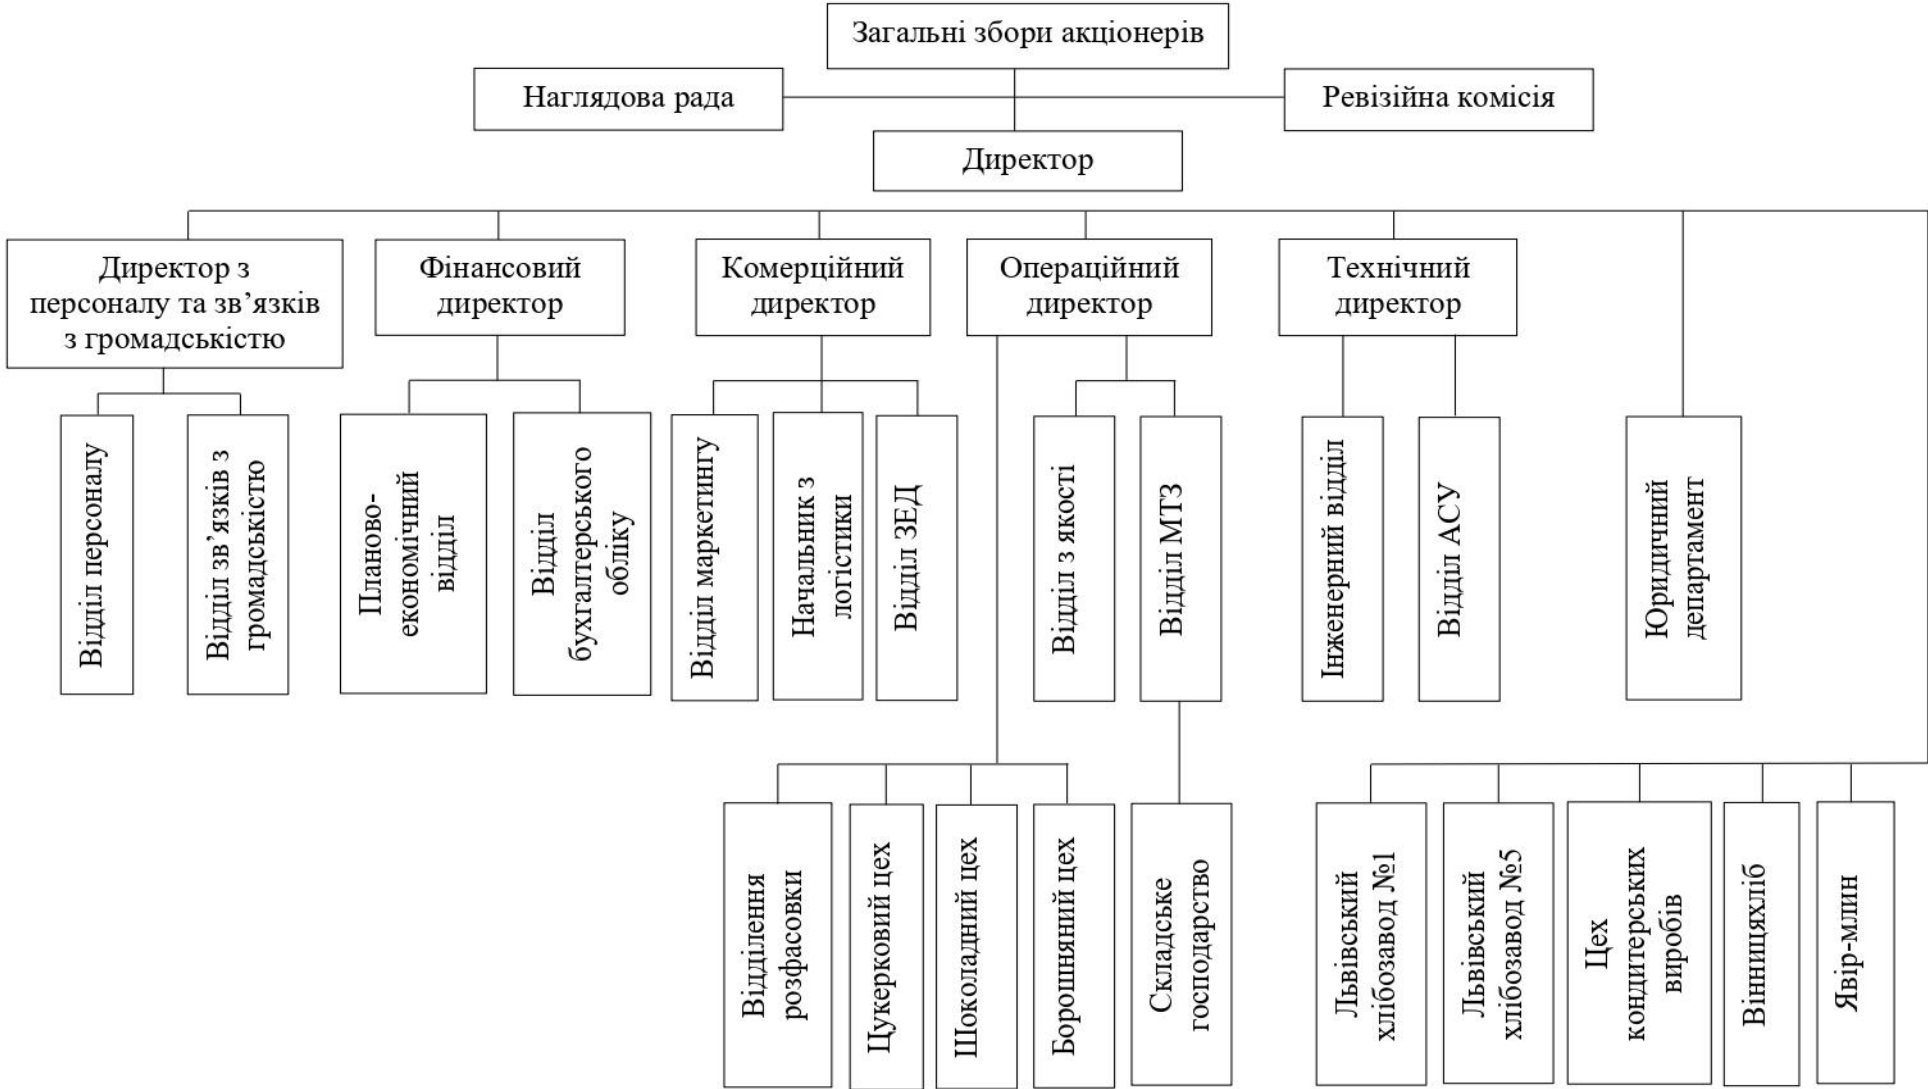 Загальні збори акціонерів
Наглядова рада
Ревізійна комісія
Директор
Директор з
персоналу та зв’язків
з громадськістю
Фінансовий
директор
Комерційний
директор
Операційний
директор
Технічний
директор
Відділ персоналу
Відділ зв’язків з
громадськістю
Планово-
економічний
відділ
Відділ
бухгалтерського
обліку
Відділ маркетингу
Начальник з
логістики
Відділ ЗЕД
Відділ з якості
Відділ МТЗ
Інженерний відділ
Відділ АСУ
Юридичний
департамент
Відділення
розфасовки
Цукерковий цех
Шоколадний цех
Борошняний цех
Складське
господарство
Львівський
хлібозавод №1
Львівський
хлібозавод №5
Цех
кондитерських
виробів
Вінницяхліб
Явір-млин